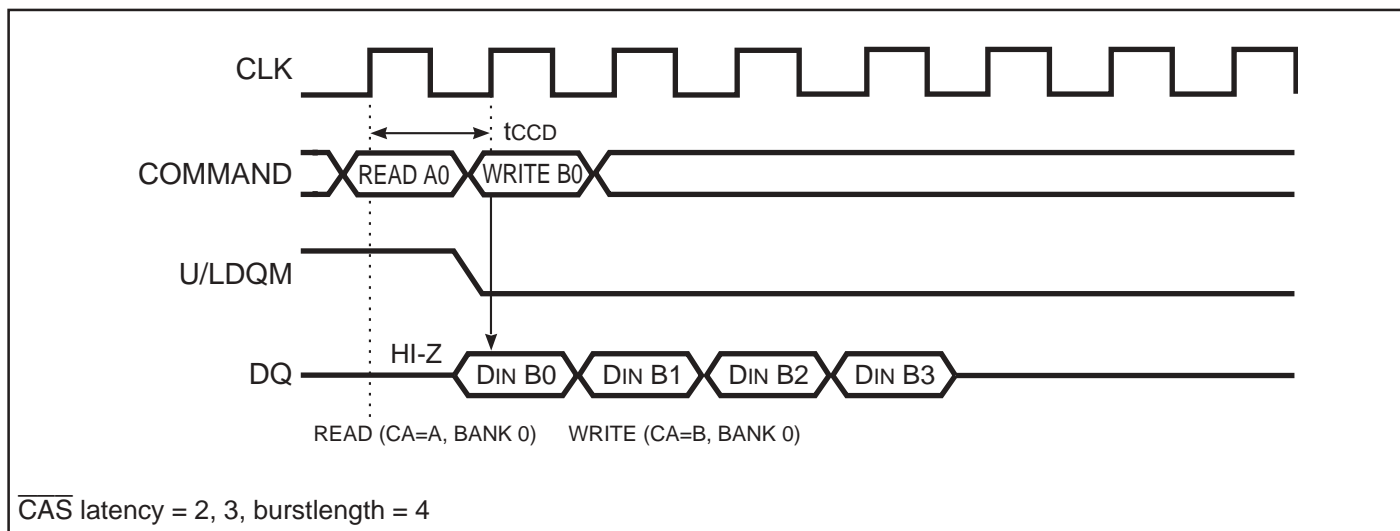 CLK
tCCD
COMMAND READ A0 WRITE B0
U/LDQM
HI-Z
DQ DIN B0 DIN B1 DIN B2 DIN B3
READ (CA=A, BANK 0) WRITE (CA=B, BANK 0)
C̅A̅S̅ latency = 2, 3, burstlength = 4